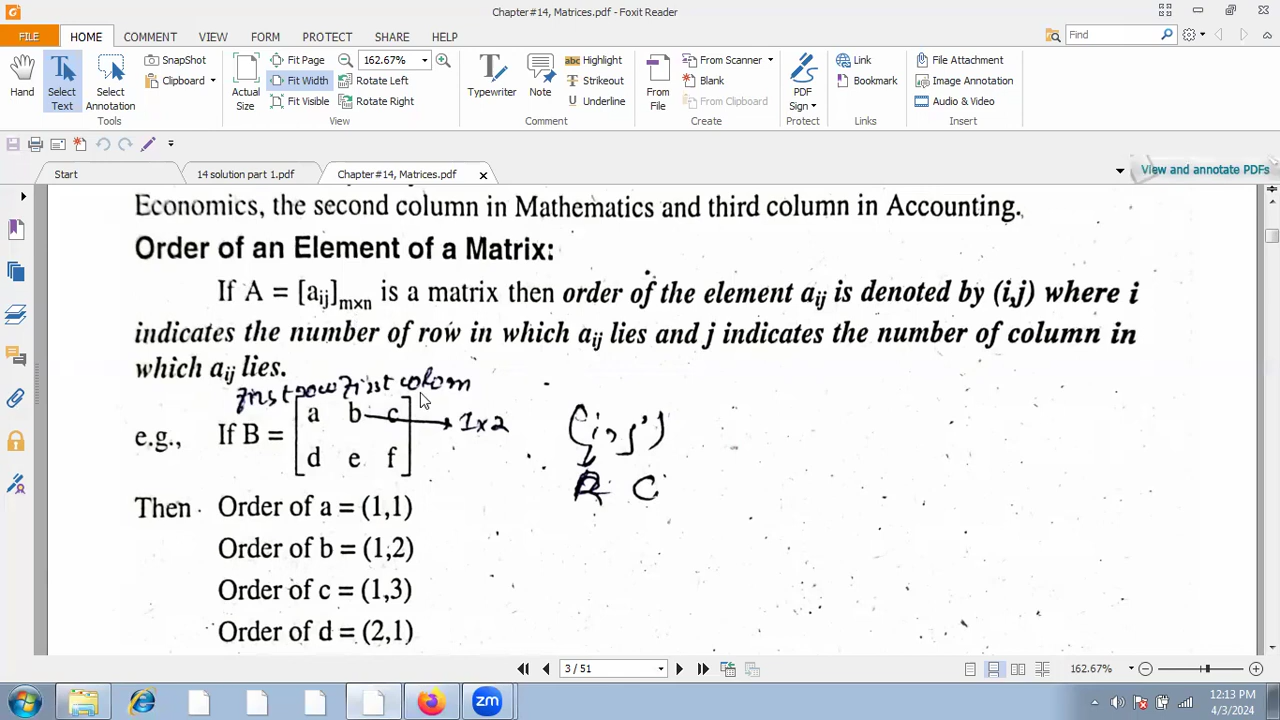 Chapter#14, Matrices.pdf - Foxit Reader
FILE HOME COMMENT VIEW FORM PROTECT SHARE HELP Find
Hand Select Text Select Annotation SnapShot Clipboard Tools
Actual Size Fit Page Fit Width Fit Visible 162.67% Rotate Left Rotate Right View
Typewriter Note Highlight Strikeout Underline Comment
From File From Scanner Blank From Clipboard Create
PDF Sign Protect
Link Bookmark Links
File Attachment Image Annotation Audio & Video Insert
Start 14 solution part 1.pdf Chapter#14, Matrices.pdf View and annotate PDFs
Economics, the second column in Mathematics and third column in Accounting.
Order of an Element of a Matrix:
If A = [aij]m×n is a matrix then order of the element aij is denoted by (i,j) where i
indicates the number of row in which aij lies and j indicates the number of column in
which aij lies.
First row First colom
a b c → 1x2 (i,j)
e.g., If B =
d e f R C
Then Order of a = (1,1)
Order of b = (1,2)
Order of c = (1,3)
Order of d = (2,1)
3 / 51 162.67%
zm
12:13 PM
4/3/2024